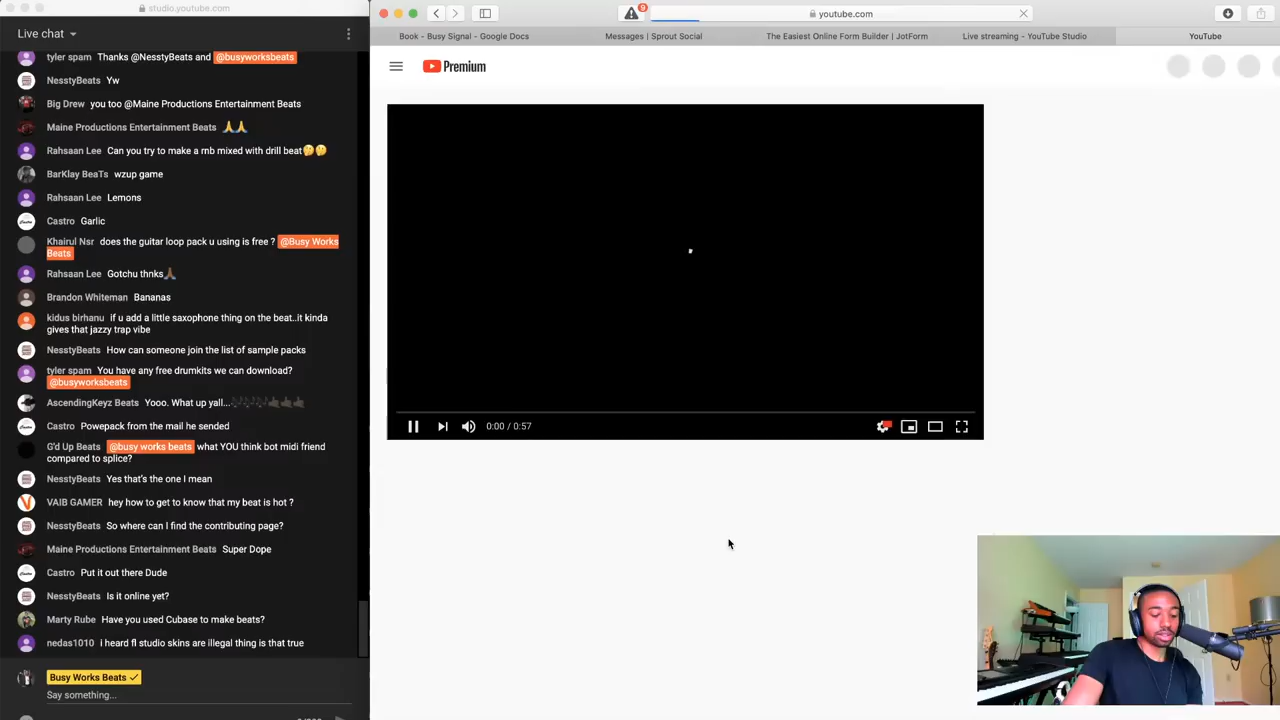 studio.youtube.com
Live chat
tyler spam Thanks @NesstyBeats and @busyworksbeats
NesstyBeats Yw
Big Drew you too @Maine Productions Entertainment Beats
Maine Productions Entertainment Beats 🙏🙏
Rahsaan Lee Can you try to make a rnb mixed with drill beat🤔🤔
BarKlay BeaTs wzup game
Rahsaan Lee Lemons
Castro Garlic
Khairul Nsr does the guitar loop pack u using is free ? @Busy Works
Beats
Rahsaan Lee Gotchu thnks🙏🏾
Brandon Whiteman Bananas
kidus birhanu if u add a little saxophone thing on the beat..it kinda
gives that jazzy trap vibe
NesstyBeats How can someone join the list of sample packs
tyler spam You have any free drumkits we can download?
@busyworksbeats
AscendingKeyz Beats Yooo. What up yall...🎶🎶🎶🤙🏾🤙🏾🤙🏾
Castro Powepack from the mail he sended
G'd Up Beats @busy works beats what YOU think bot midi friend
compared to splice?
NesstyBeats Yes that's the one I mean
VAIB GAMER hey how to get to know that my beat is hot ?
NesstyBeats So where can I find the contributing page?
Maine Productions Entertainment Beats Super Dope
Castro Put it out there Dude
NesstyBeats Is it online yet?
Marty Rube Have you used Cubase to make beats?
nedas1010 i heard fl studio skins are illegal thing is that true
Busy Works Beats ✓
Say something...
9
youtube.com
Book - Busy Signal - Google Docs
Messages | Sprout Social
The Easiest Online Form Builder | JotForm
Live streaming - YouTube Studio
YouTube
Premium
0:00 / 0:57